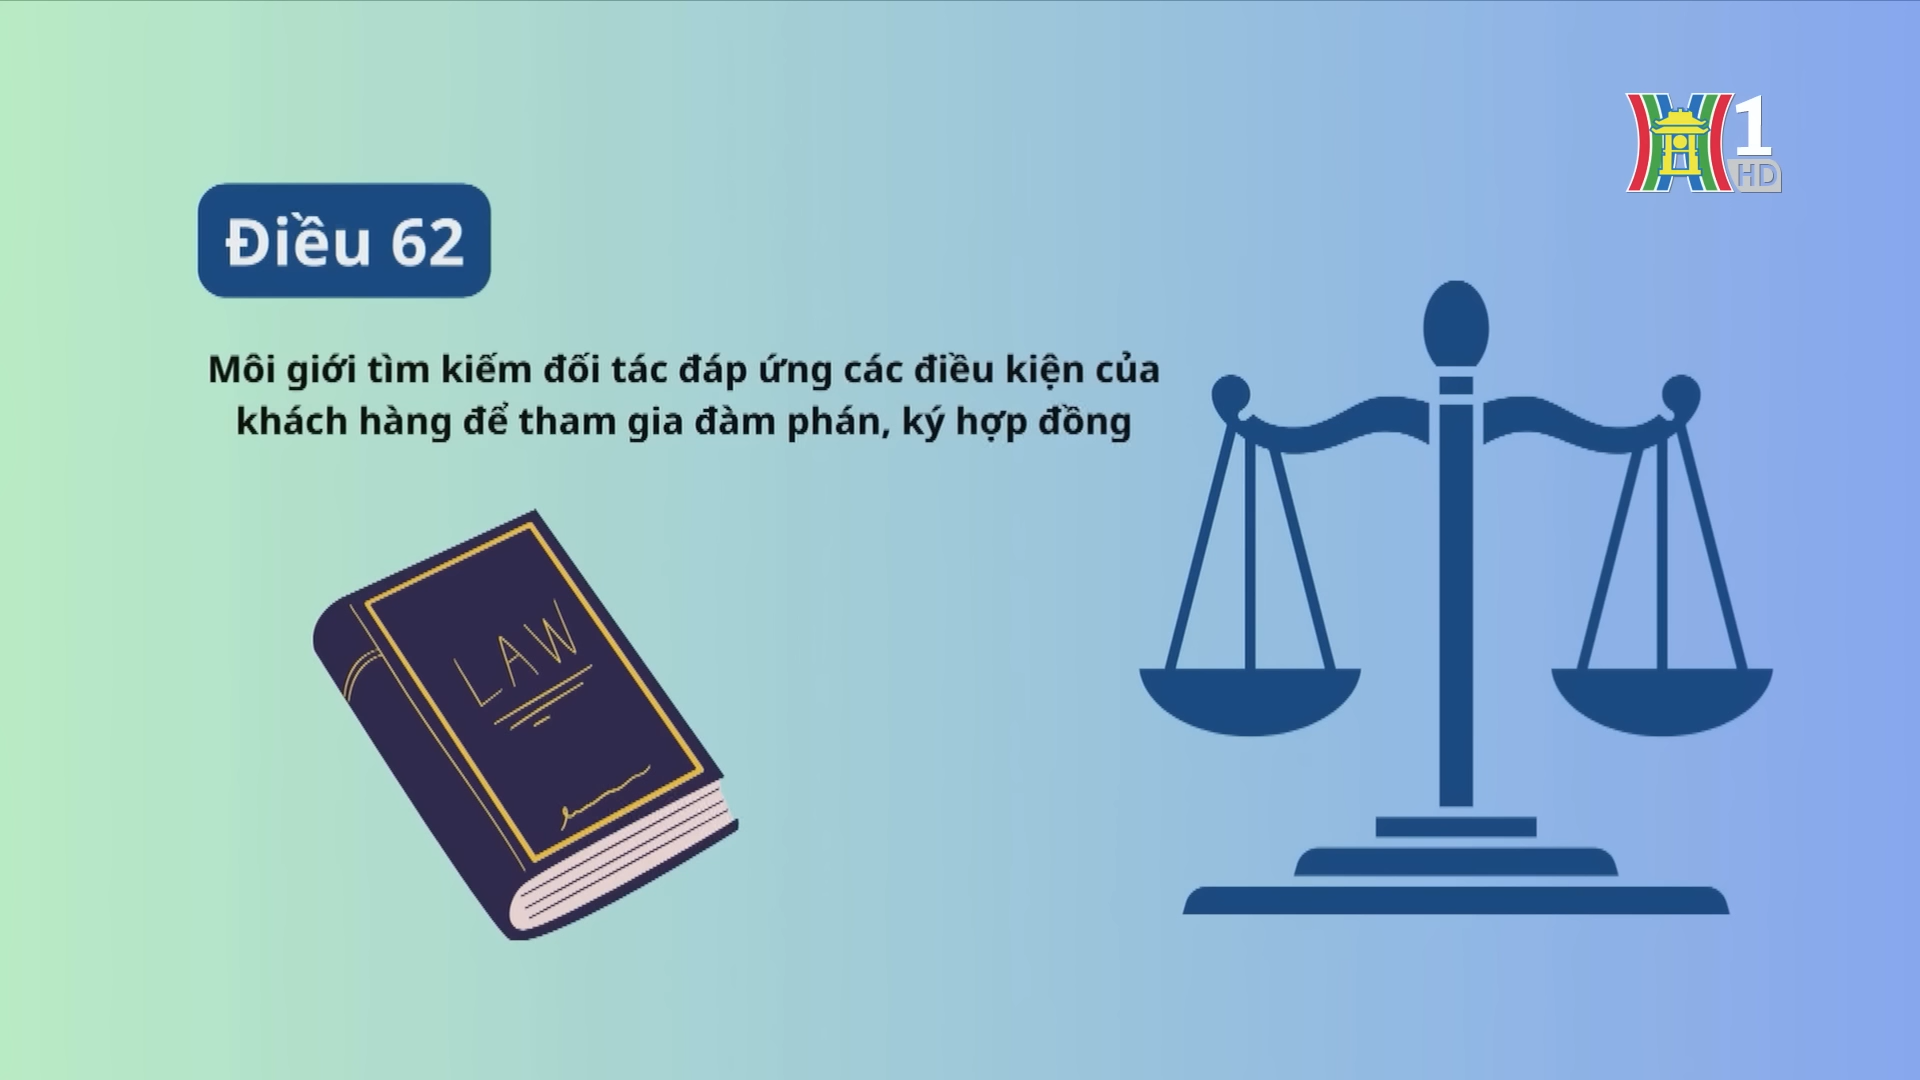 1
HD
Điều 62
Môi giới tìm kiếm đối tác đáp ứng các điều kiện của
khách hàng để tham gia đàm phán, ký hợp đồng
LAW